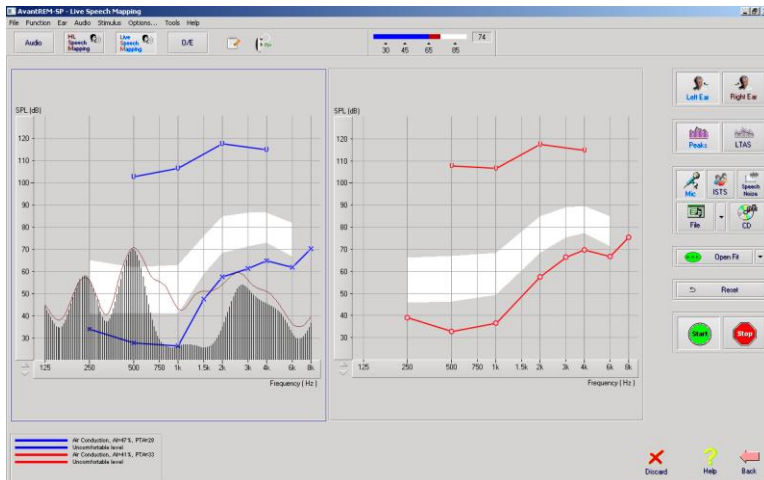 AvantREM-SP - Live Speech Mapping
File Function Ear Audio Stimulus Options... Tools Help
Audio
HL Speech Mapping
Live Speech Mapping
O/E
30 45 65 85
74
SPL (dB)
120
110
100
90
80
70
60
50
40
30
125 250 500 750 1k 1.5k 2k 3k 4k 6k 8k
Frequency ( Hz )
SPL (dB)
120
110
100
90
80
70
60
50
40
30
125 250 500 750 1k 1.5k 2k 3k 4k 6k 8k
Frequency ( Hz )
Left Ear Right Ear
Peaks LTAS
Mic ISTS Speech Noise
File CD
Open Fit
Reset
Start Stop
Air Conduction, AI=47%, PTA=28
Uncomfortable level
Air Conduction, AI=41%, PTA=33
Uncomfortable level
Discard Help Back